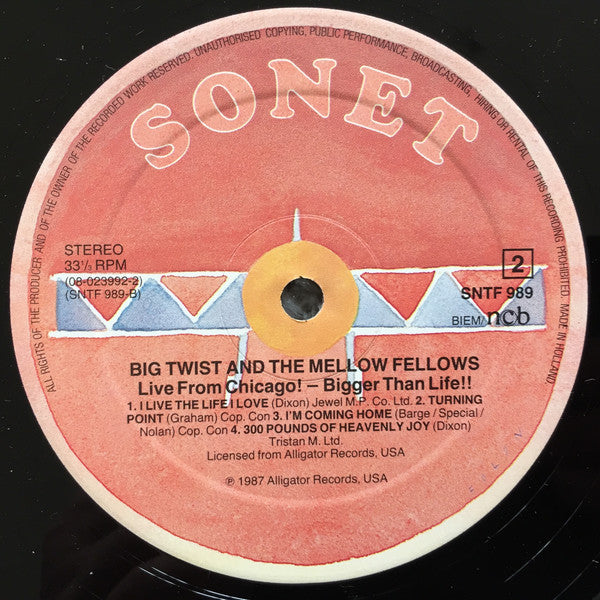 ALL RIGHTS OF THE PRODUCER AND OF THE OWNER OF THE RECORDED WORK RESERVED. UNAUTHORISED COPYING, PUBLIC PERFORMANCE, BROADCASTING, HIRING OR RENTAL OF THIS RECORDING PROHIBITED. MADE IN HOLLAND
SONET
STEREO
33⅓ RPM
(08-023992-2)
(SNTF 989-B)
2
SNTF 989
BIEM/ncb
BIG TWIST AND THE MELLOW FELLOWS
Live From Chicago! – Bigger Than Life!!
1. I LIVE THE LIFE I LOVE (Dixon) Jewel M.P. Co. Ltd. 2. TURNING
POINT (Graham) Cop. Con 3. I'M COMING HOME (Barge / Special /
Nolan) Cop. Con 4. 300 POUNDS OF HEAVENLY JOY (Dixon)
Tristan M. Ltd.
Licensed from Alligator Records, USA
℗ 1987 Alligator Records, USA